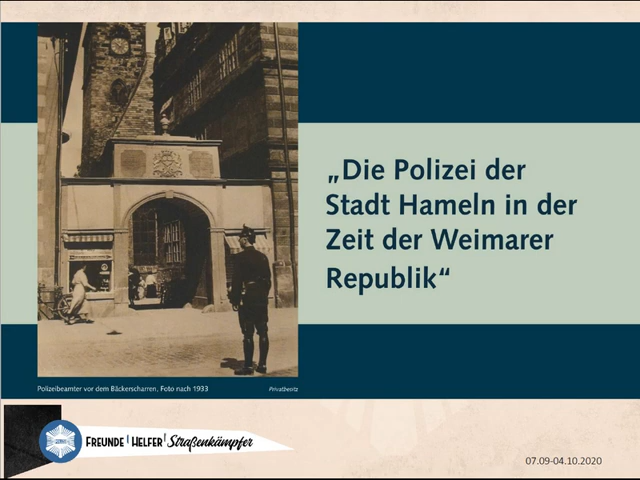 „Die Polizei der
Stadt Hameln in der
Zeit der Weimarer
Republik“
Polizeibeamter vor dem Bäckerscharren, Foto nach 1933
Privatbesitz
FREUNDE | HELFER | Straßenkämpfer
07.09-04.10.2020